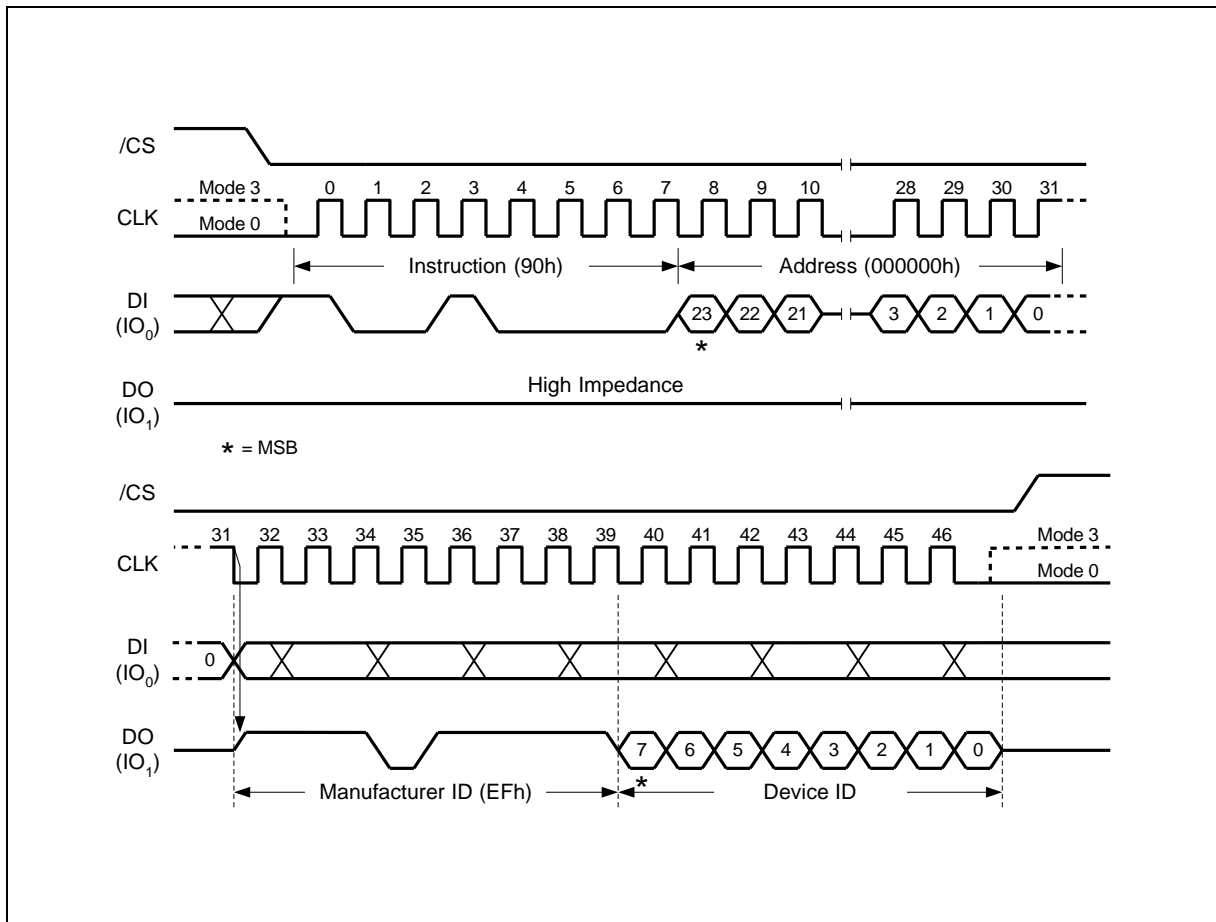 /CS
Mode 3
0 1 2 3 4 5 6 7 8 9 10 28 29 30 31
CLK
Mode 0
Instruction (90h) Address (000000h)
DI
(IO0)
23 22 21 3 2 1 0
*
High Impedance
DO
(IO1)
* = MSB
/CS
31 32 33 34 35 36 37 38 39 40 41 42 43 44 45 46
Mode 3
CLK
Mode 0
DI
(IO0)
0
DO
(IO1)
7 6 5 4 3 2 1 0
*
Manufacturer ID (EFh) Device ID